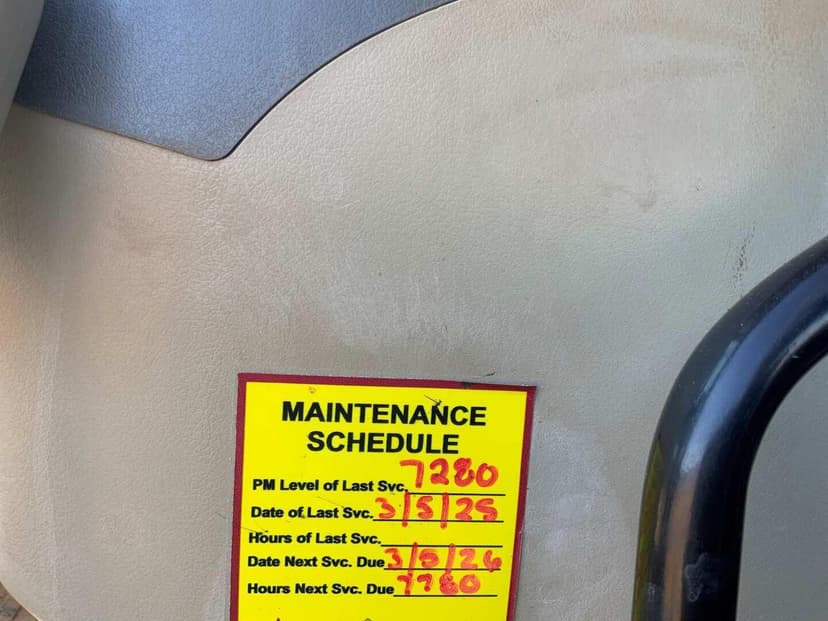 MAINTENANCE
SCHEDULE
PM Level of Last Svc. 7280
Date of Last Svc. 3/5/25
Hours of Last Svc.
Date Next Svc. Due 3/5/26
Hours Next Svc. Due 7780